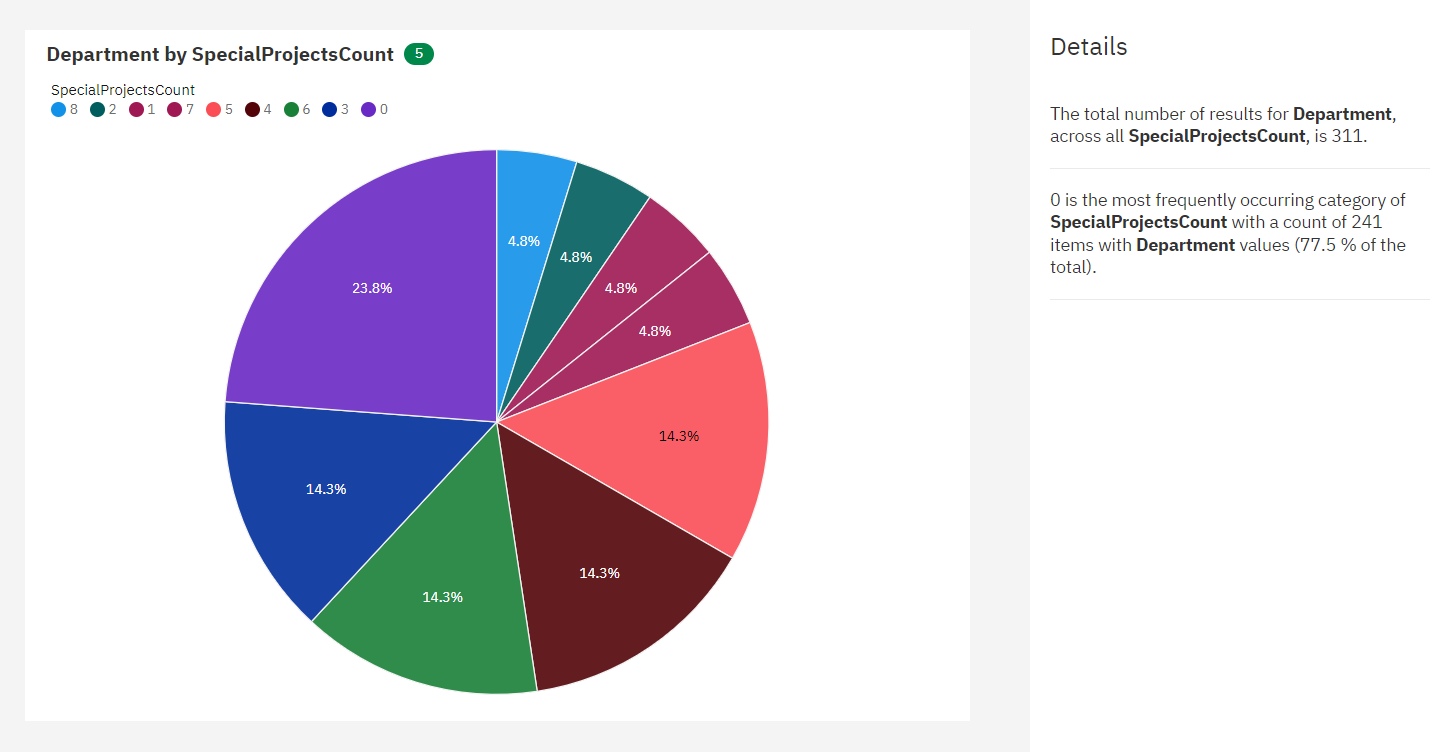 Department by SpecialProjectsCount 5
SpecialProjectsCount
8 2 1 7 5 4 6 3 0
4.8%
4.8%
4.8%
4.8%
14.3%
14.3%
14.3%
14.3%
23.8%
Details
The total number of results for Department,
across all SpecialProjectsCount, is 311.
0 is the most frequently occurring category of
SpecialProjectsCount with a count of 241
items with Department values (77.5 % of the
total).